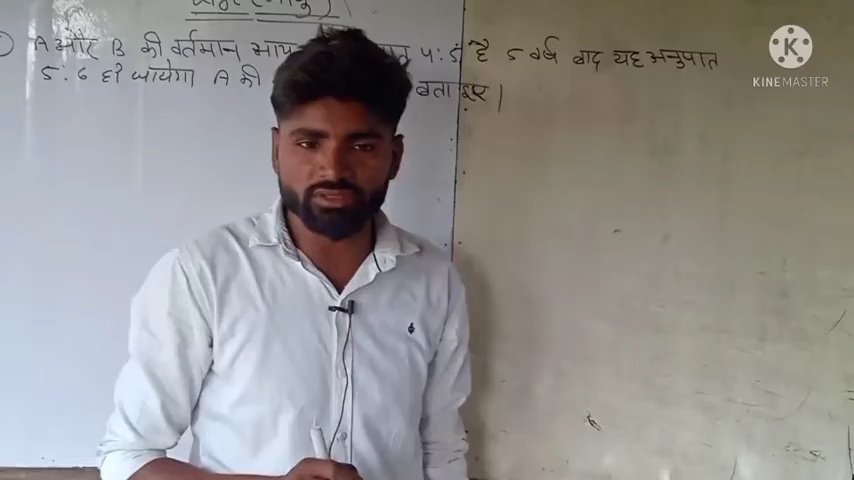 A और B की वर्तमान आयु 4:5 है 5 वर्ष बाद यह अनुपात
5:6 हो जायेगा A की बताइए।
K
KINEMASTER